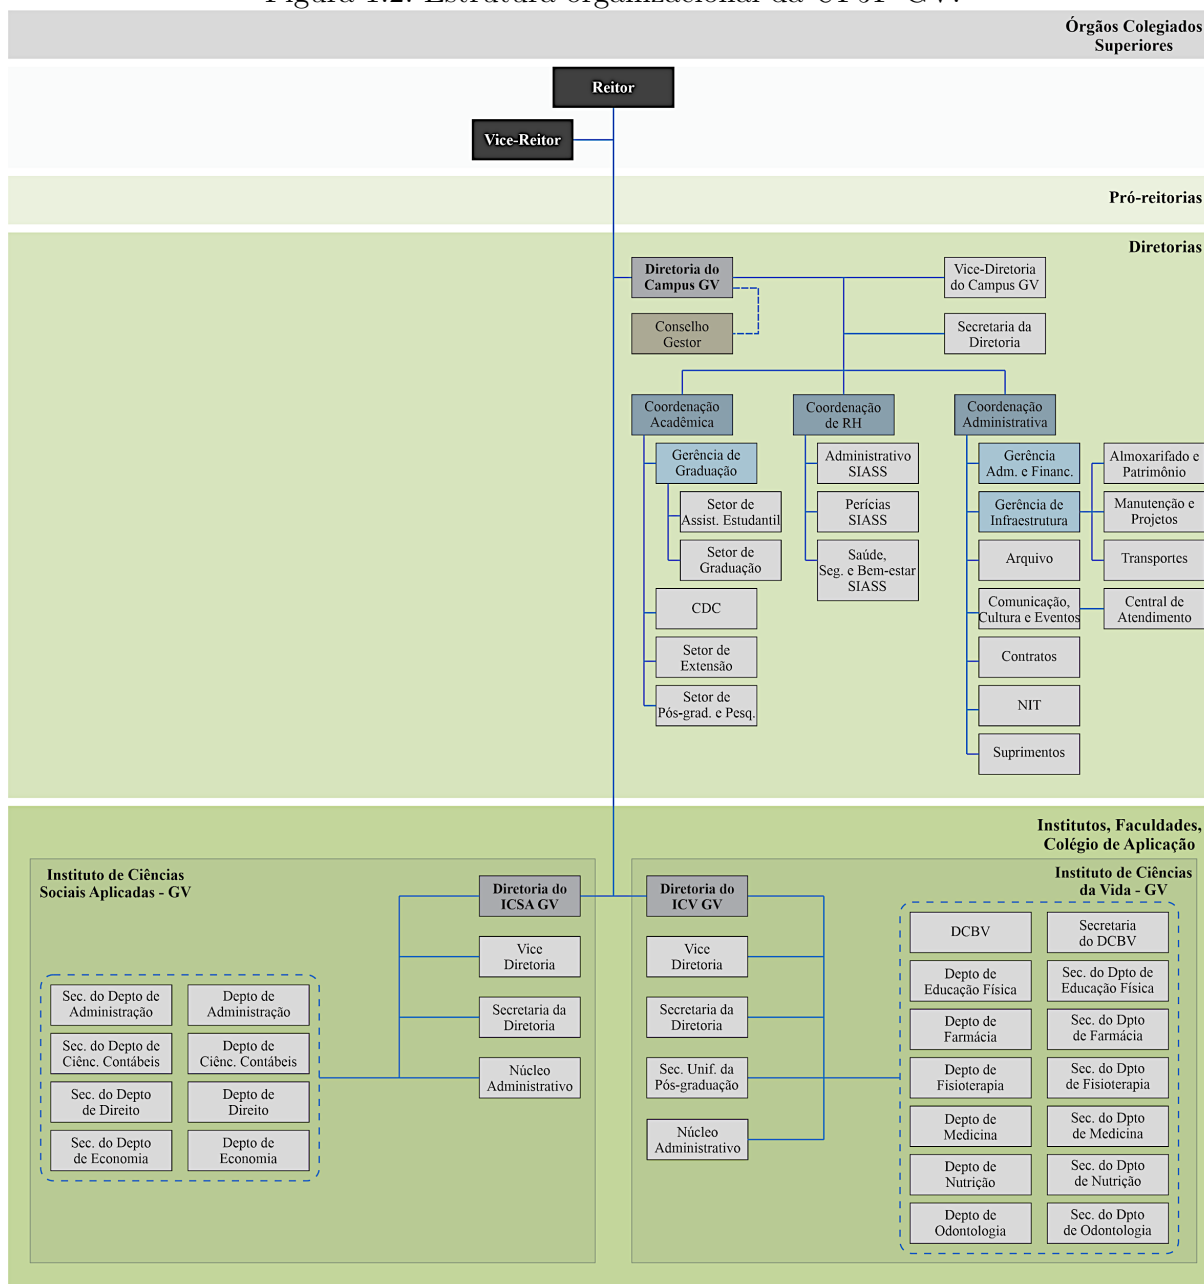 Órgãos Colegiados
Superiores
Reitor
Vice-Reitor
Pró-reitorias
Diretorias
Diretoria do
Campus GV
Vice-Diretoria
do Campus GV
Conselho
Gestor
Secretaria da
Diretoria
Coordenação
Acadêmica
Coordenação
de RH
Coordenação
Administrativa
Gerência de
Graduação
Setor de
Assist. Estudantil
Setor de
Graduação
CDC
Setor de
Extensão
Setor de
Pós-grad. e Pesq.
Administrativo
SIASS
Perícias
SIASS
Saúde,
Seg. e Bem-estar
SIASS
Gerência
Adm. e Financ.
Gerência de
Infraestrutura
Arquivo
Comunicação,
Cultura e Eventos
Contratos
NIT
Suprimentos
Almoxarifado e
Patrimônio
Manutenção e
Projetos
Transportes
Central de
Atendimento
Institutos, Faculdades,
Colégio de Aplicação
Instituto de Ciências
Sociais Aplicadas - GV
Diretoria do
ICSA GV
Vice
Diretoria
Secretaria da
Diretoria
Núcleo
Administrativo
Sec. do Depto de
Administração
Depto de
Administração
Sec. do Depto de
Ciênc. Contábeis
Depto de
Ciênc. Contábeis
Sec. do Depto
de Direito
Depto de
Direito
Sec. do Depto
de Economia
Depto de
Economia
Instituto de Ciências
da Vida - GV
Diretoria do
ICV GV
Vice
Diretoria
Secretaria da
Diretoria
Sec. Unif. da
Pós-graduação
Núcleo
Administrativo
DCBV
Secretaria
do DCBV
Depto de
Educação Física
Sec. do Dpto de
Educação Física
Depto de
Farmácia
Sec. do Dpto
de Farmácia
Depto de
Fisioterapia
Sec. do Dpto
de Fisioterapia
Depto de
Medicina
Sec. do Dpto
de Medicina
Depto de
Nutrição
Sec. do Dpto
de Nutrição
Depto de
Odontologia
Sec. do Dpto
de Odontologia